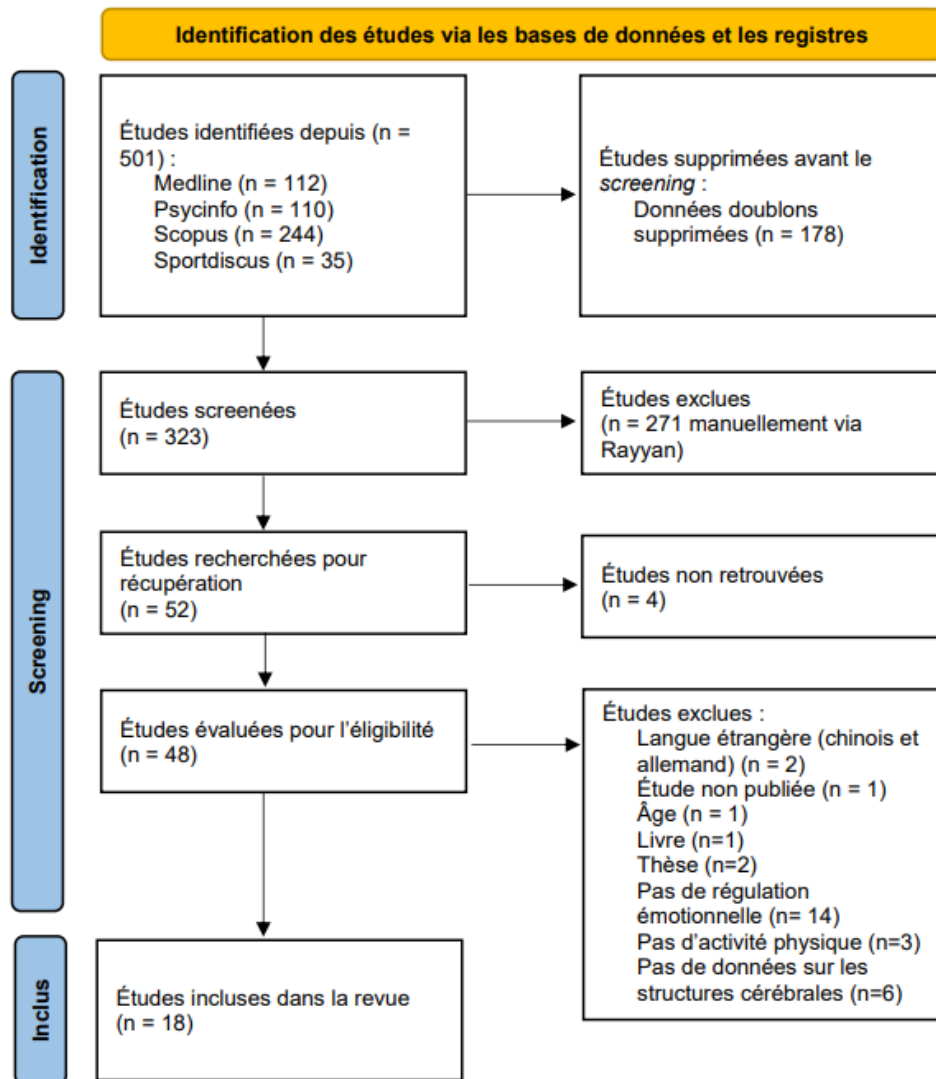 Identification des études via les bases de données et les registres
Identification
Études identifiées depuis (n =
501) :
Medline (n = 112)
Psycinfo (n = 110)
Scopus (n = 244)
Sportdiscus (n = 35)
Études supprimées avant le
screening :
Données doublons
supprimées (n = 178)
Screening
Études screenées
(n = 323)
Études exclues
(n = 271 manuellement via
Rayyan)
Études recherchées pour
récupération
(n = 52)
Études non retrouvées
(n = 4)
Études évaluées pour l’éligibilité
(n = 48)
Études exclues :
Langue étrangère (chinois et
allemand) (n = 2)
Étude non publiée (n = 1)
Âge (n = 1)
Livre (n=1)
Thèse (n=2)
Pas de régulation
émotionnelle (n= 14)
Pas d’activité physique (n=3)
Pas de données sur les
structures cérébrales (n=6)
Inclus
Études incluses dans la revue
(n = 18)